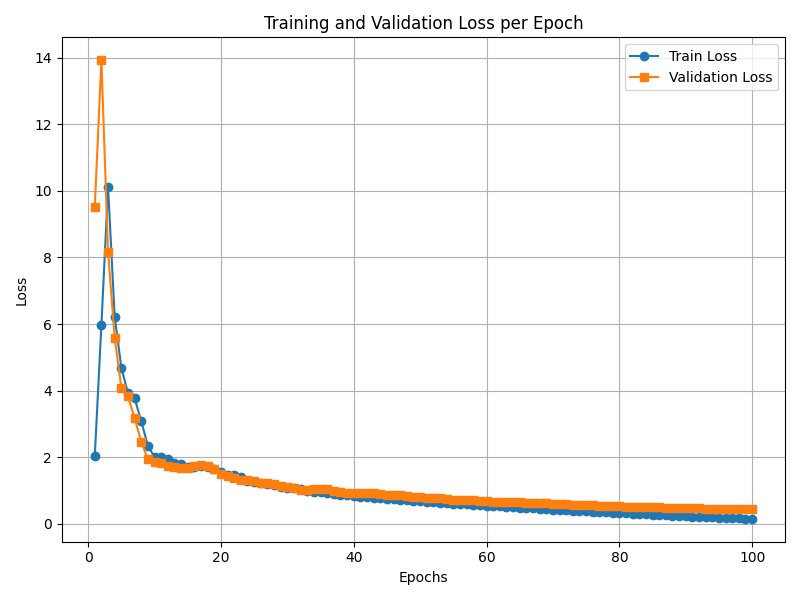 Training and Validation Loss per Epoch
Train Loss
Validation Loss
14
12
10
8
6
4
2
0
Loss
0 20 40 60 80 100
Epochs